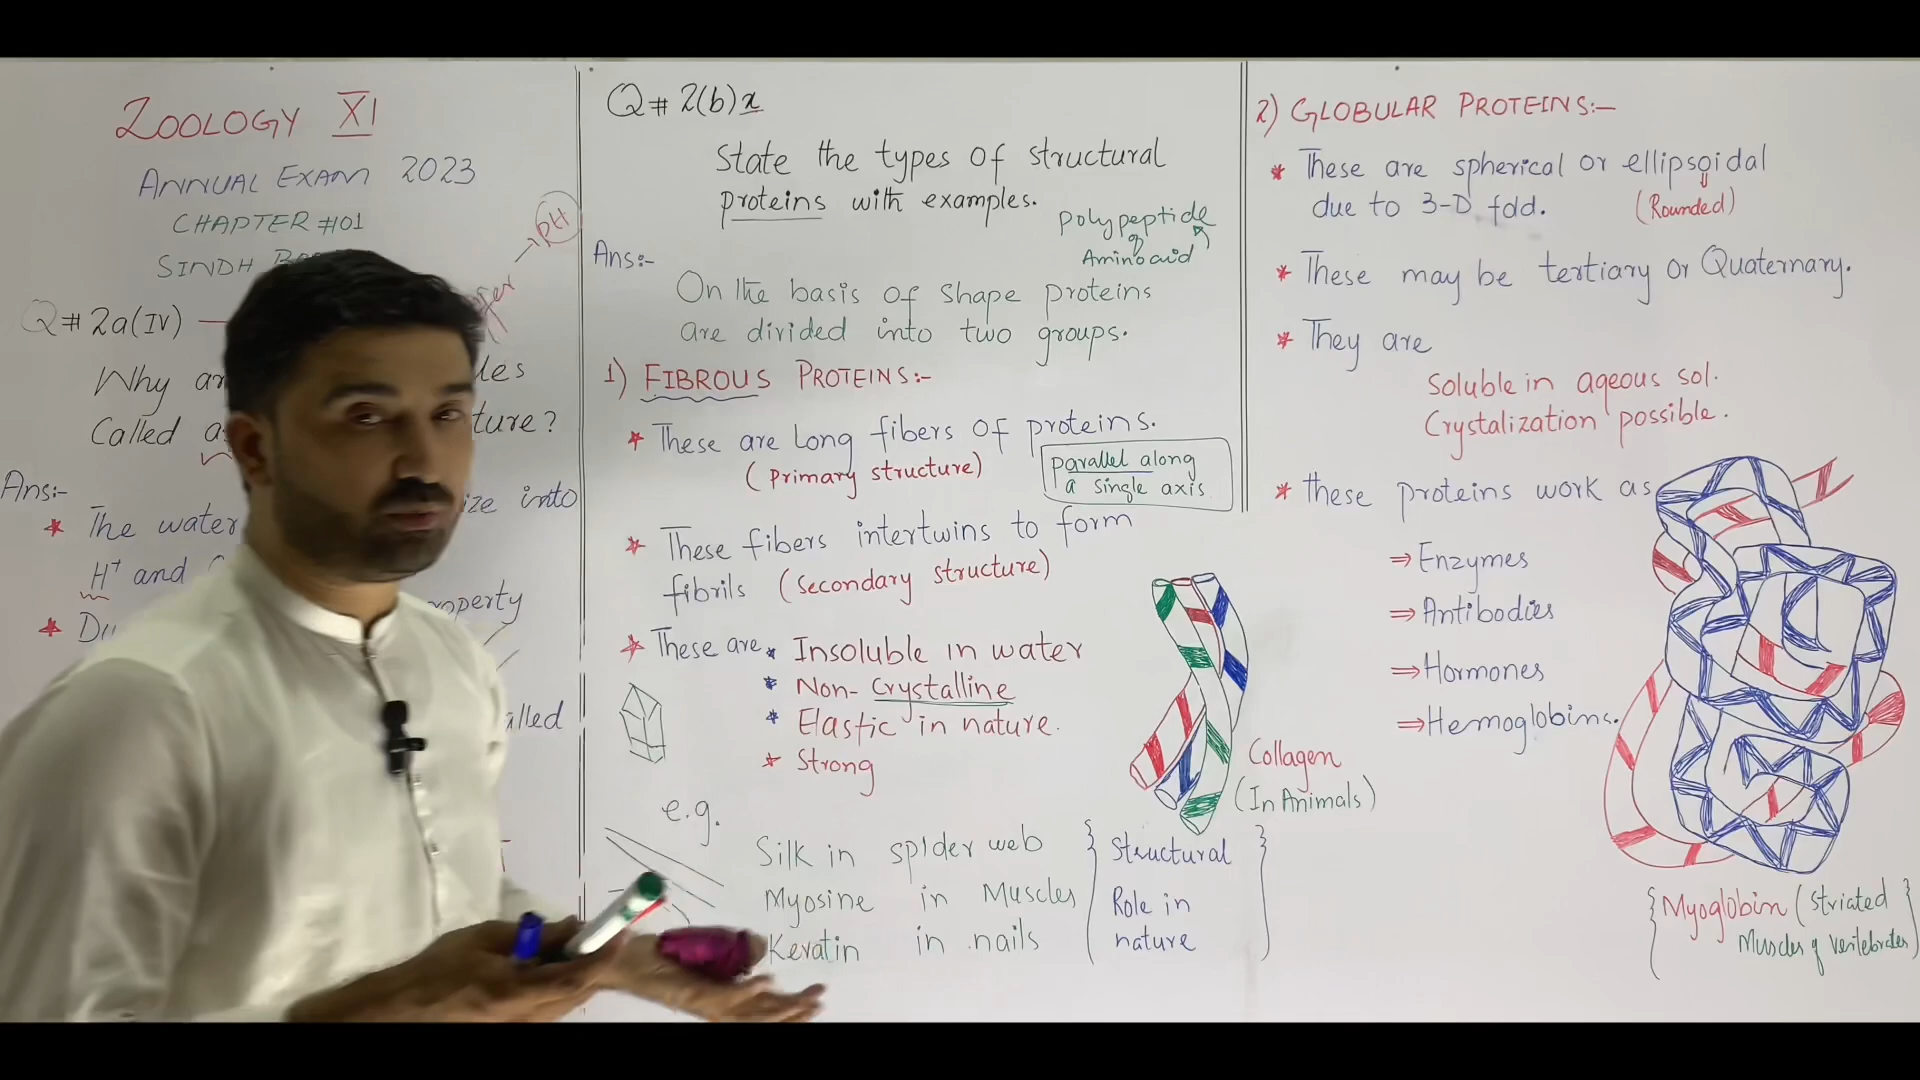 ZOOLOGY XI
ANNUAL EXAM 2023
CHAPTER #01
SINDH
PH
Q# 2a(IV)
Why
Called
ture?
Ans:-
* The water
ize into
H+ and
operty
* Du
alled
Q# 2(b) x
State the types of structural
proteins with examples.
polypeptide
of
Amino acid
Ans:-
On the basis of shape proteins
are divided into two groups.
1) FIBROUS PROTEINS:-
* These are Long fibers of proteins.
(Primary structure)
parallel along
a single axis
* These fibers intertwins to form
fibrils (Secondary structure)
* These are * Insoluble in water
* Non-Crystalline
* Elastic in nature.
* Strong
Collagen
(In Animals)
e.g.
Silk in spider web
Myosine in Muscles
Keratin in nails
Structural
Role in
nature
2) GLOBULAR PROTEINS:-
* These are spherical or ellipsoidal
due to 3-D fold.
(Rounded)
* These may be tertiary or Quaternary.
* They are
Soluble in aqeous sol.
Crystalization possible.
* These proteins work as
⇒ Enzymes
⇒ Antibodies
⇒ Hormones
⇒ Hemoglobins.
Myoglobin (Striated
Muscles of vertebrates